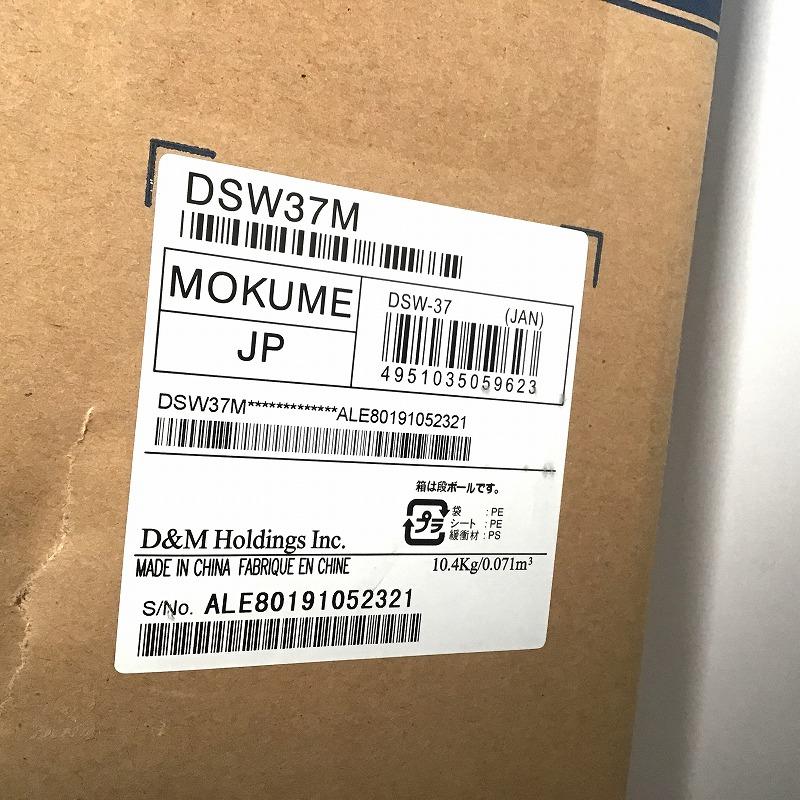 DSW37M
MOKUME
JP
DSW-37 (JAN)
4951035059623
DSW37M*************ALE80191052321
箱は段ボールです。
プラ
袋 : PE
シート : PE
緩衝材 : PS
D&M Holdings Inc.
MADE IN CHINA FABRIQUE EN CHINE
10.4Kg/0.071m³
S/No. ALE80191052321